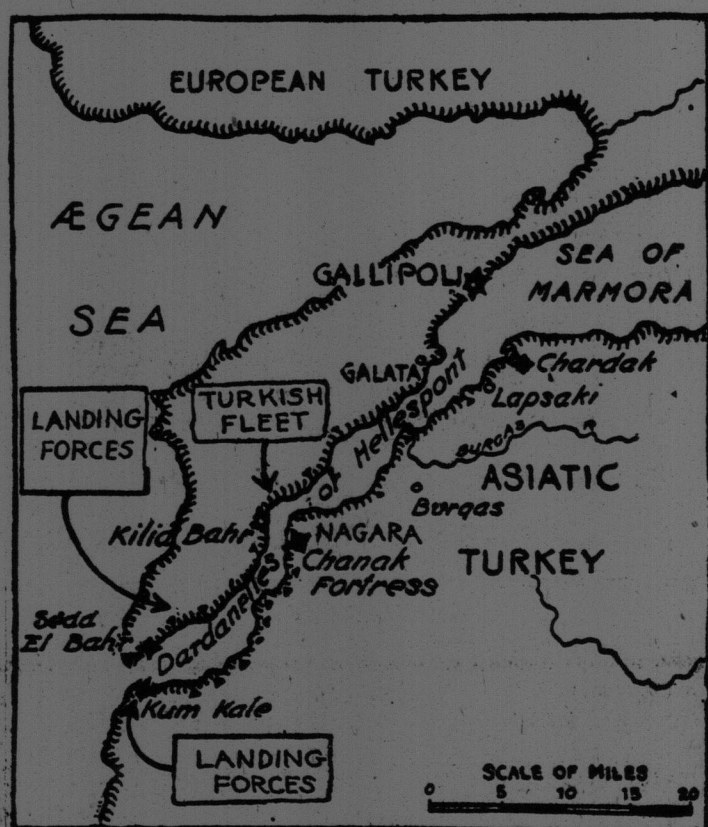 EUROPEAN TURKEY
ÆGEAN
SEA
SEA OF
MARMORA
GALLIPOLI
GALATA
Chardak
Lapsaki
LANDING
FORCES
TURKISH
FLEET
or Hellespont
BURGAS R
ASIATIC
TURKEY
Burgas
Kilid Bahr
NAGARA
Chanak
Fortress
Sedd
El Bahr
Dardanelles
Kum Kale
LANDING
FORCES
SCALE OF MILES
0 5 10 15 20